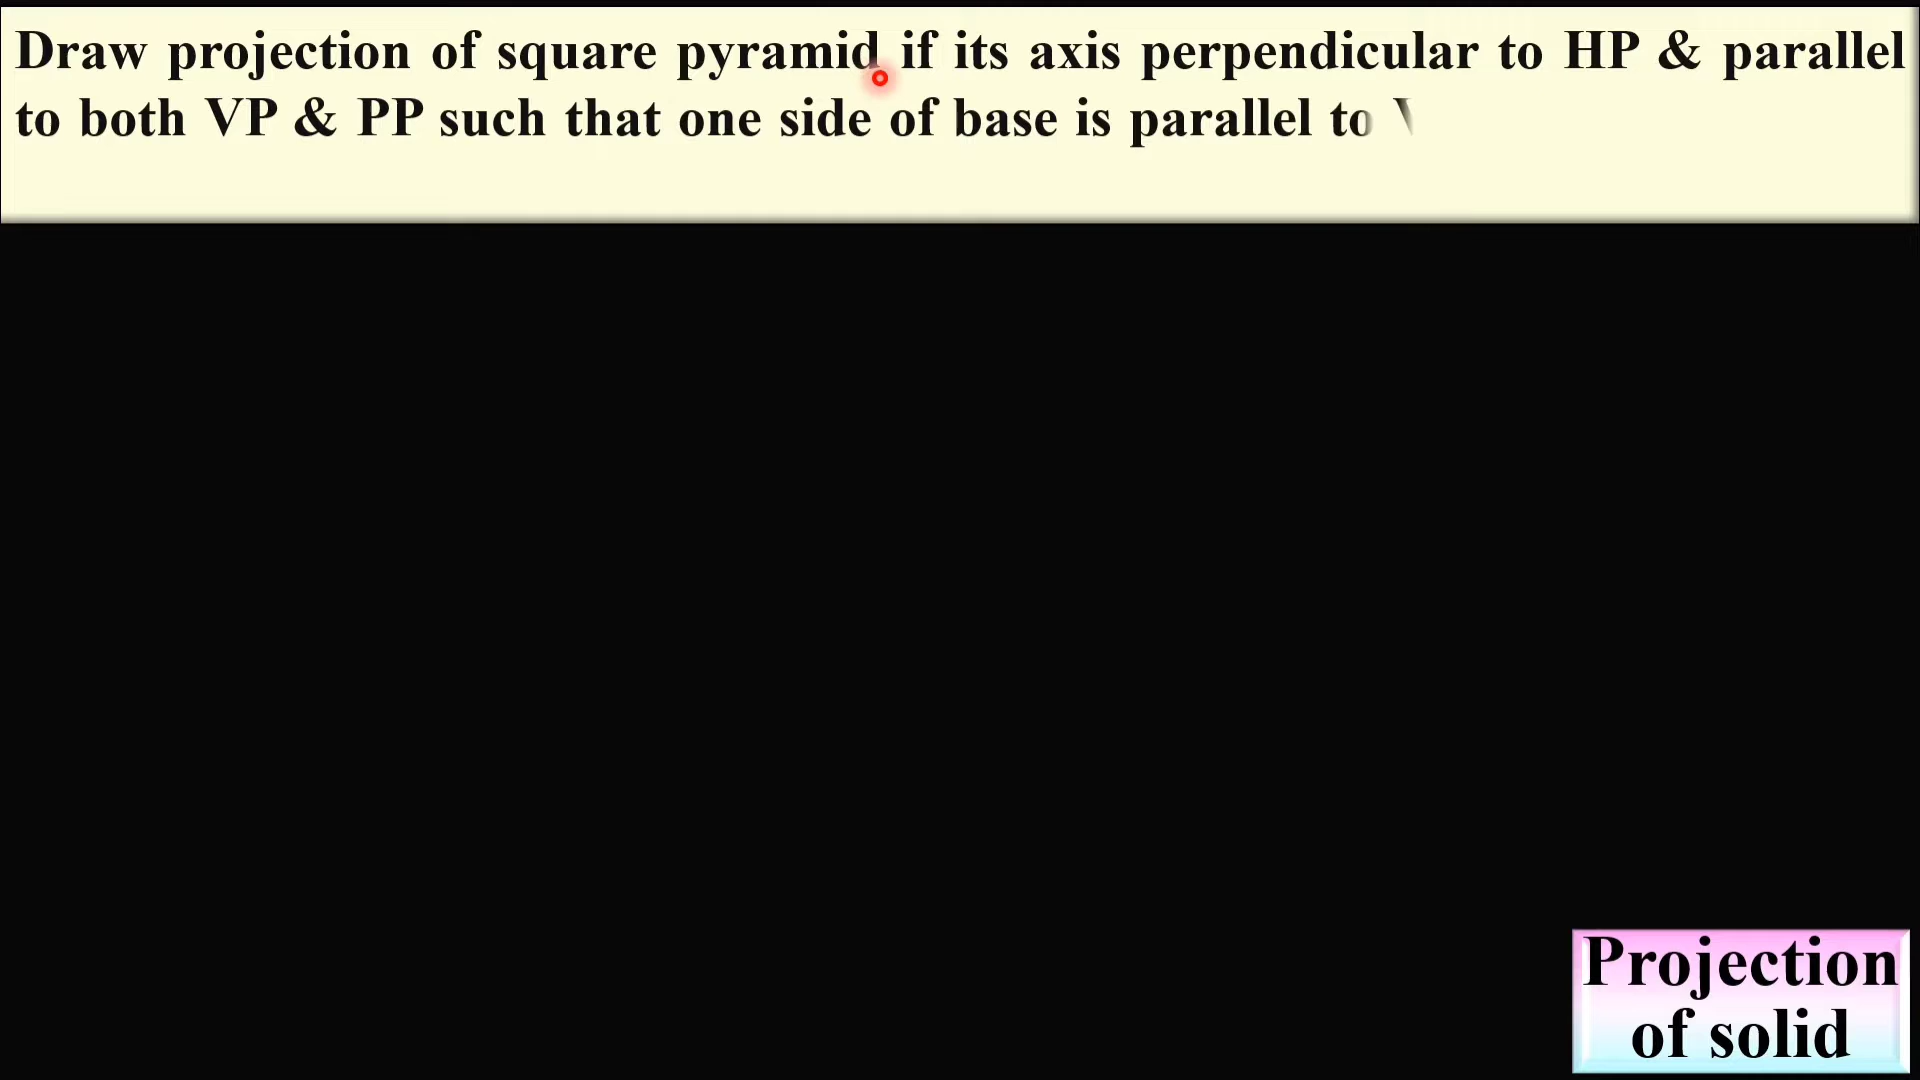 Draw projection of square pyramid if its axis perpendicular to HP & parallel
to both VP & PP such that one side of base is parallel to
Projection
of solid